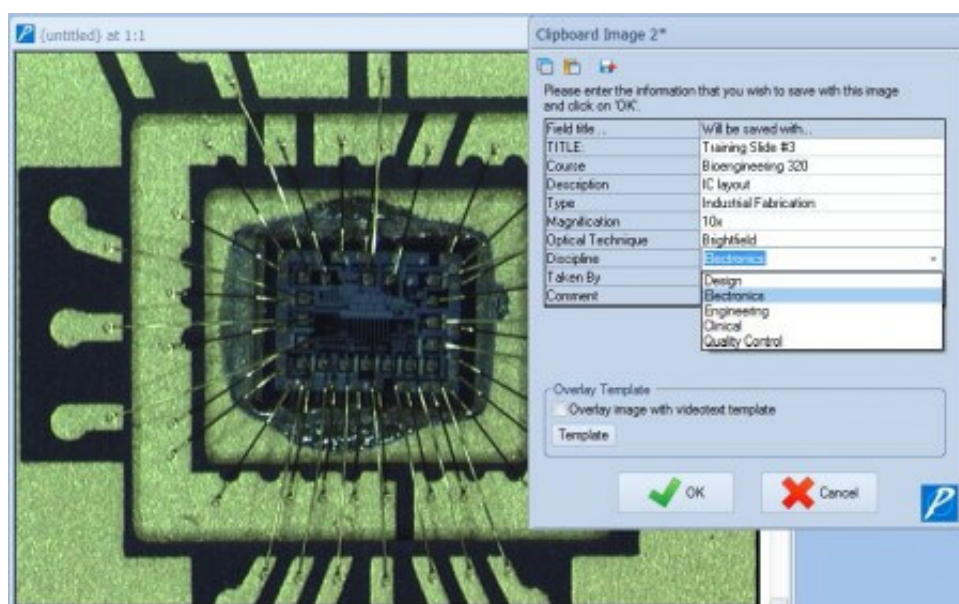 {untitled} at 1:1
Clipboard Image 2*
Please enter the information that you wish to save with this image
and click on 'OK'.
Field title ... Will be saved with...
TITLE: Training Slide #3
Course Bioengineering 320
Description IC layout
Type Industrial Fabrication
Magnification 10x
Optical Technique Brightfield
Discipline Electronics
Taken By
Comment
Design
Electronics
Engineering
Clinical
Quality Control
Overlay Template
Overlay image with videotext template
Template
OK
Cancel
P